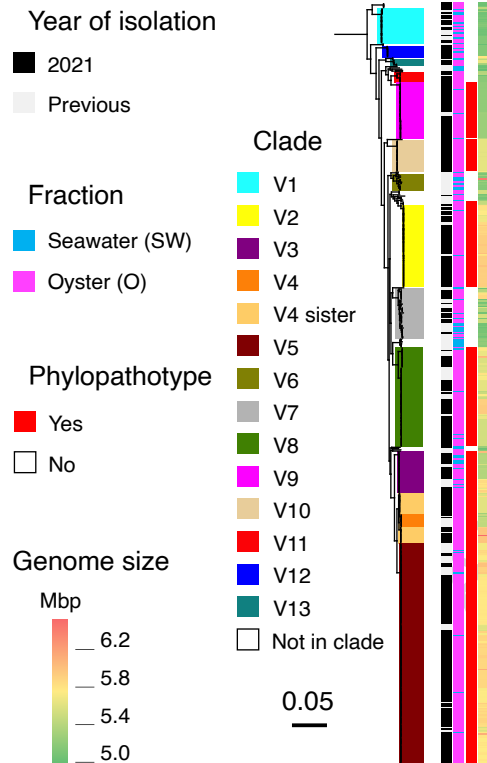 Year of isolation
2021
Previous
Fraction
Seawater (SW)
Oyster (O)
Phylopathotype
Yes
No
Genome size
Mbp
6.2
5.8
5.4
5.0
Clade
V1
V2
V3
V4
V4 sister
V5
V6
V7
V8
V9
V10
V11
V12
V13
Not in clade
0.05